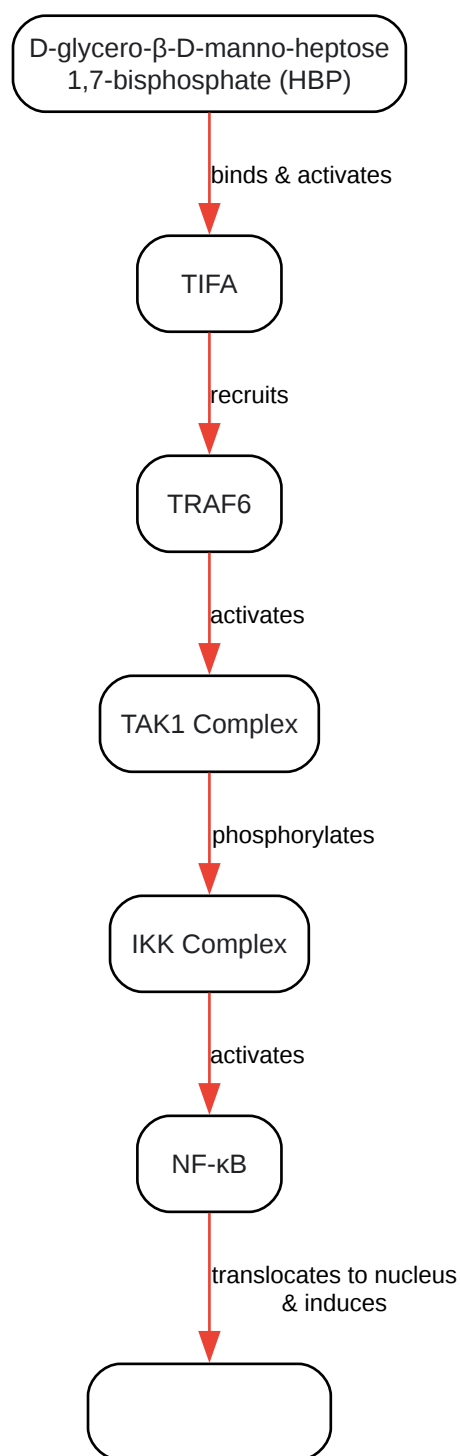 D-glycero-β-D-manno-heptose
1,7-bisphosphate (HBP)
binds & activates
TIFA
recruits
TRAF6
activates
TAK1 Complex
phosphorylates
IKK Complex
activates
NF-κB
translocates to nucleus
& induces